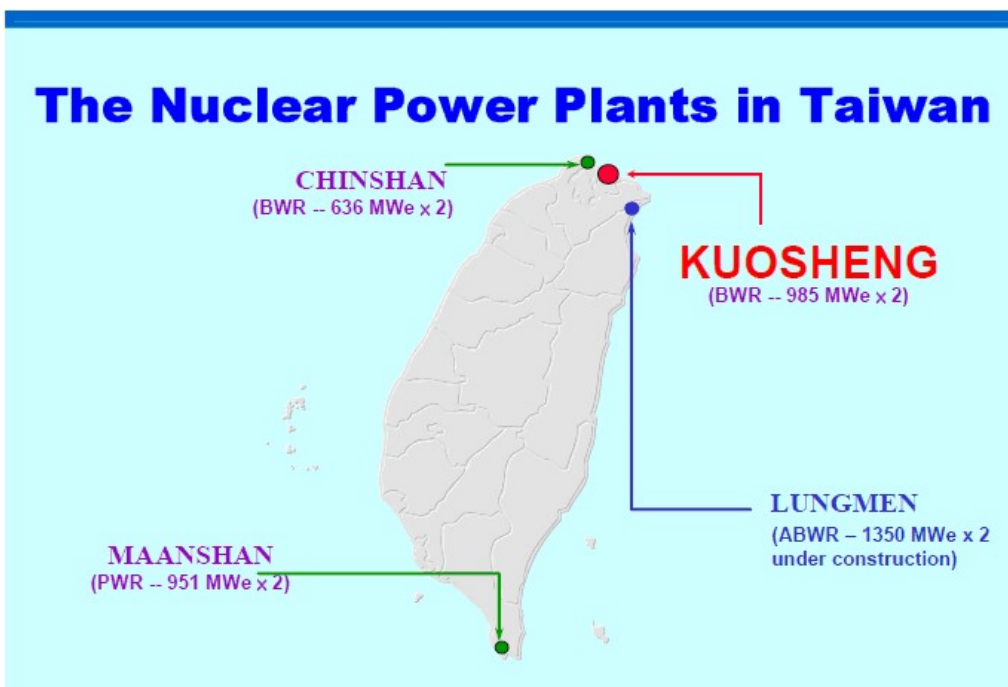 The Nuclear Power Plants in Taiwan
CHINSHAN
(BWR -- 636 MWe x 2)
KUOSHENG
(BWR -- 985 MWe x 2)
LUNGMEN
(ABWR – 1350 MWe x 2
under construction)
MAANSHAN
(PWR -- 951 MWe x 2)